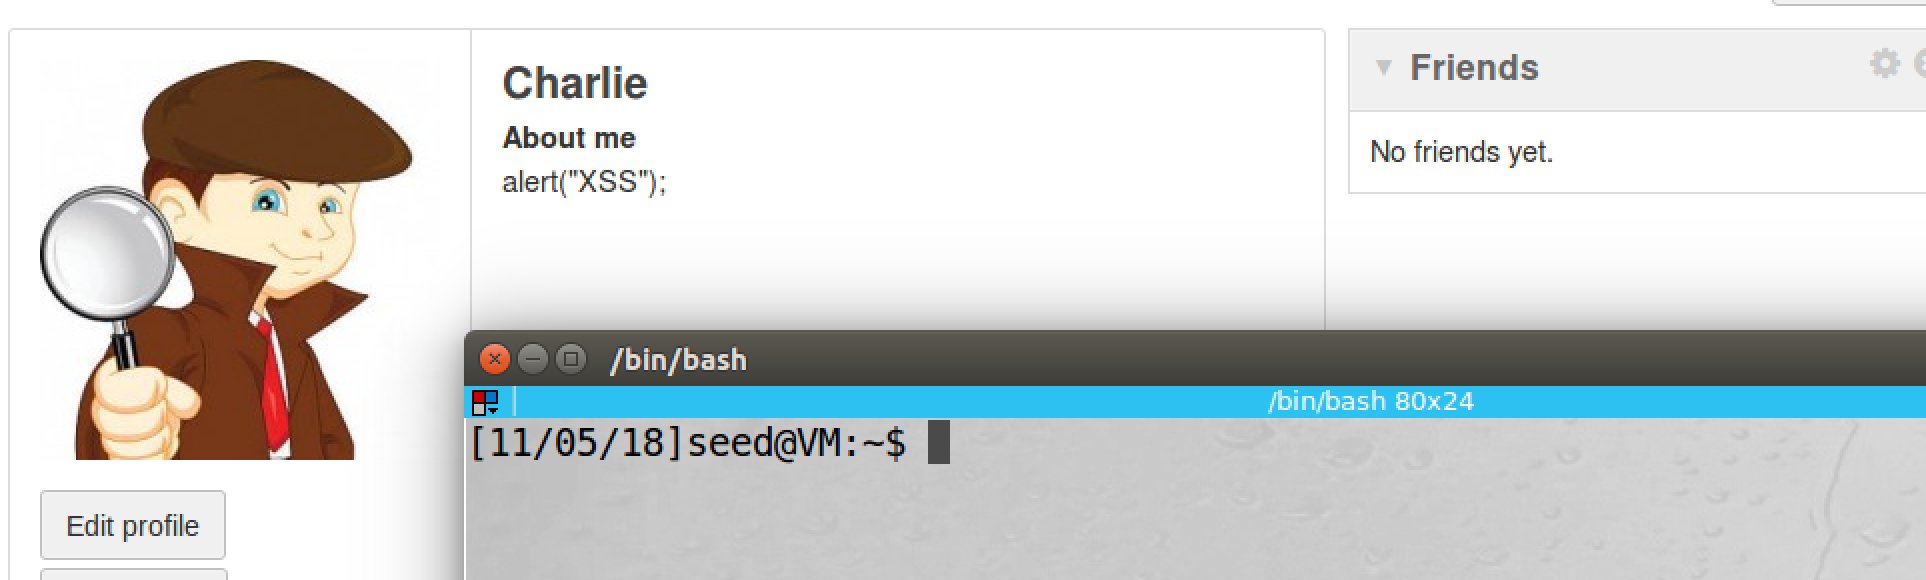 Charlie
About me
alert("XSS");
Friends
No friends yet.
Edit profile
/bin/bash
/bin/bash 80x24
[11/05/18]seed@VM:~$